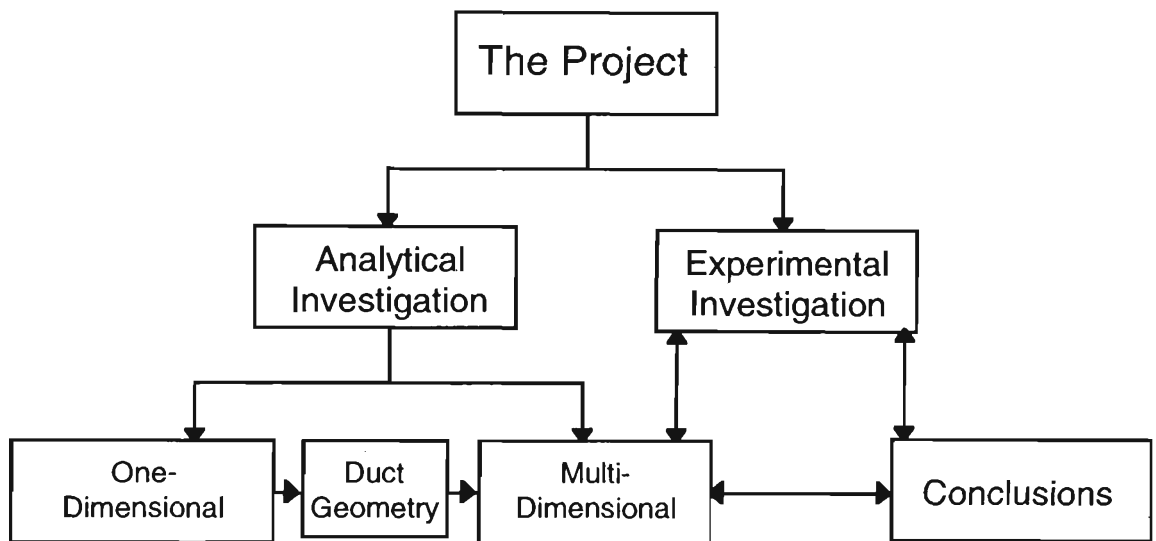 The Project
Analytical
Investigation
Experimental
Investigation
One-
Dimensional
Duct
Geometry
Multi-
Dimensional
Conclusions